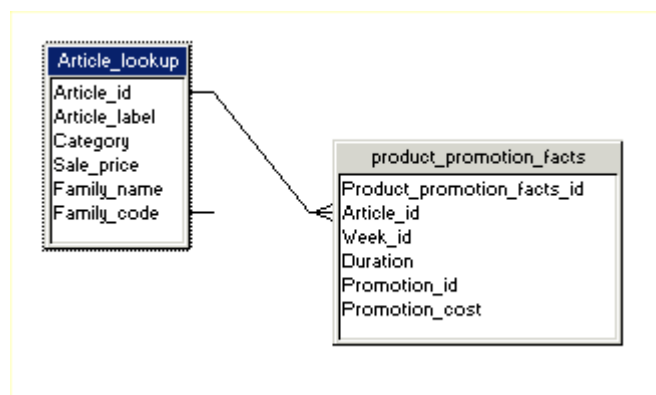 Article_lookup
Article_id
Article_label
Category
Sale_price
Family_name
Family_code
product_promotion_facts
Product_promotion_facts_id
Article_id
Week_id
Duration
Promotion_id
Promotion_cost